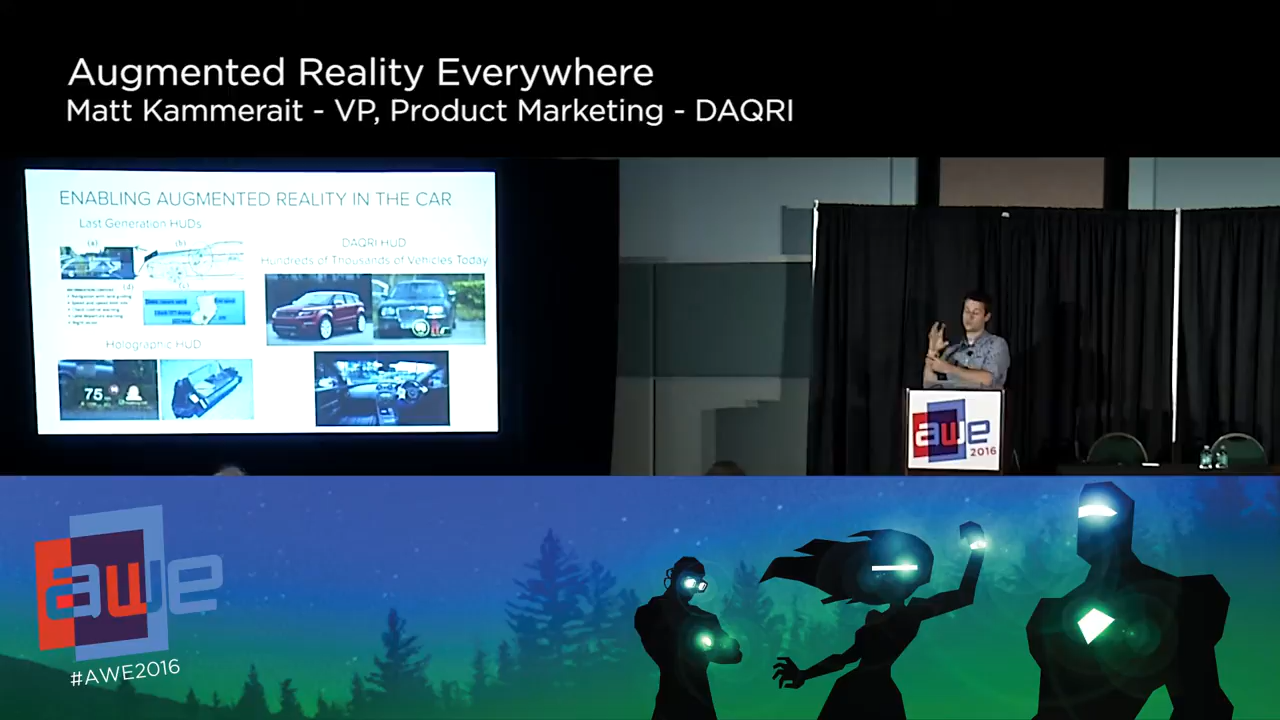 Augmented Reality Everywhere
Matt Kammerait - VP, Product Marketing - DAQRI
ENABLING AUGMENTED REALITY IN THE CAR
Last Generation HUDs
(a)
(b)
(d)
(c)
Holographic HUD
75
DAQRI HUD
Hundreds of Thousands of Vehicles Today
awe
2016
awe
#AWE2016